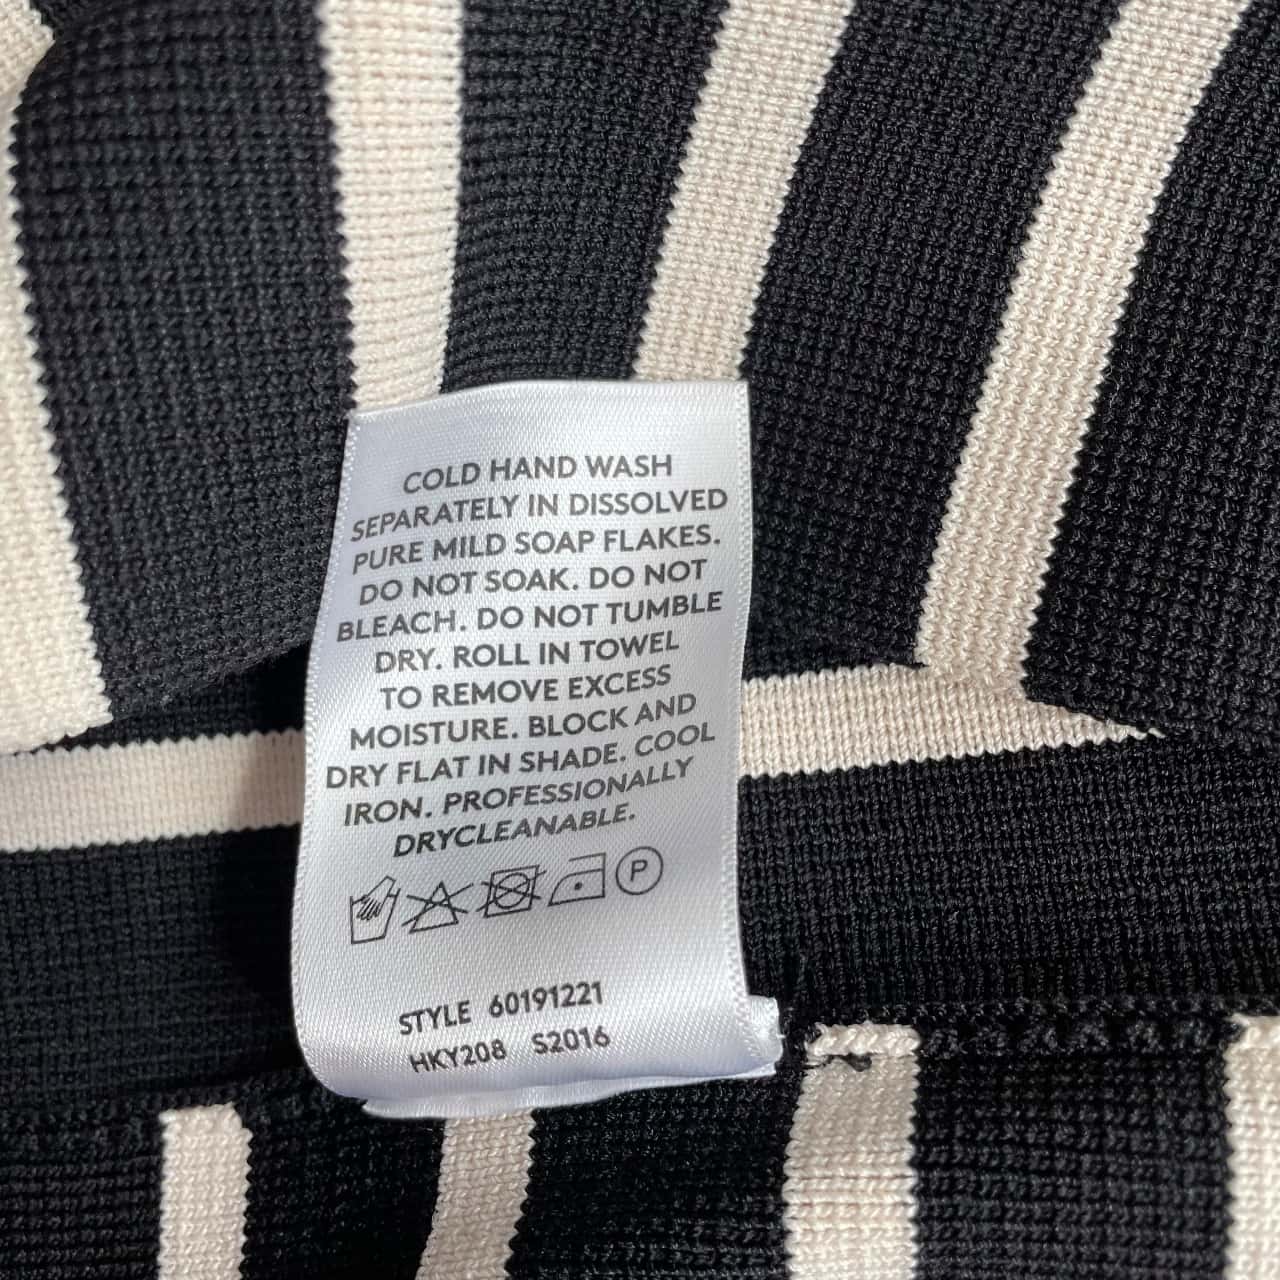 COLD HAND WASH
SEPARATELY IN DISSOLVED
PURE MILD SOAP FLAKES.
DO NOT SOAK. DO NOT
BLEACH. DO NOT TUMBLE
DRY. ROLL IN TOWEL
TO REMOVE EXCESS
MOISTURE. BLOCK AND
DRY FLAT IN SHADE. COOL
IRON. PROFESSIONALLY
DRYCLEANABLE.
P
STYLE 60191221
HKY208 S2016